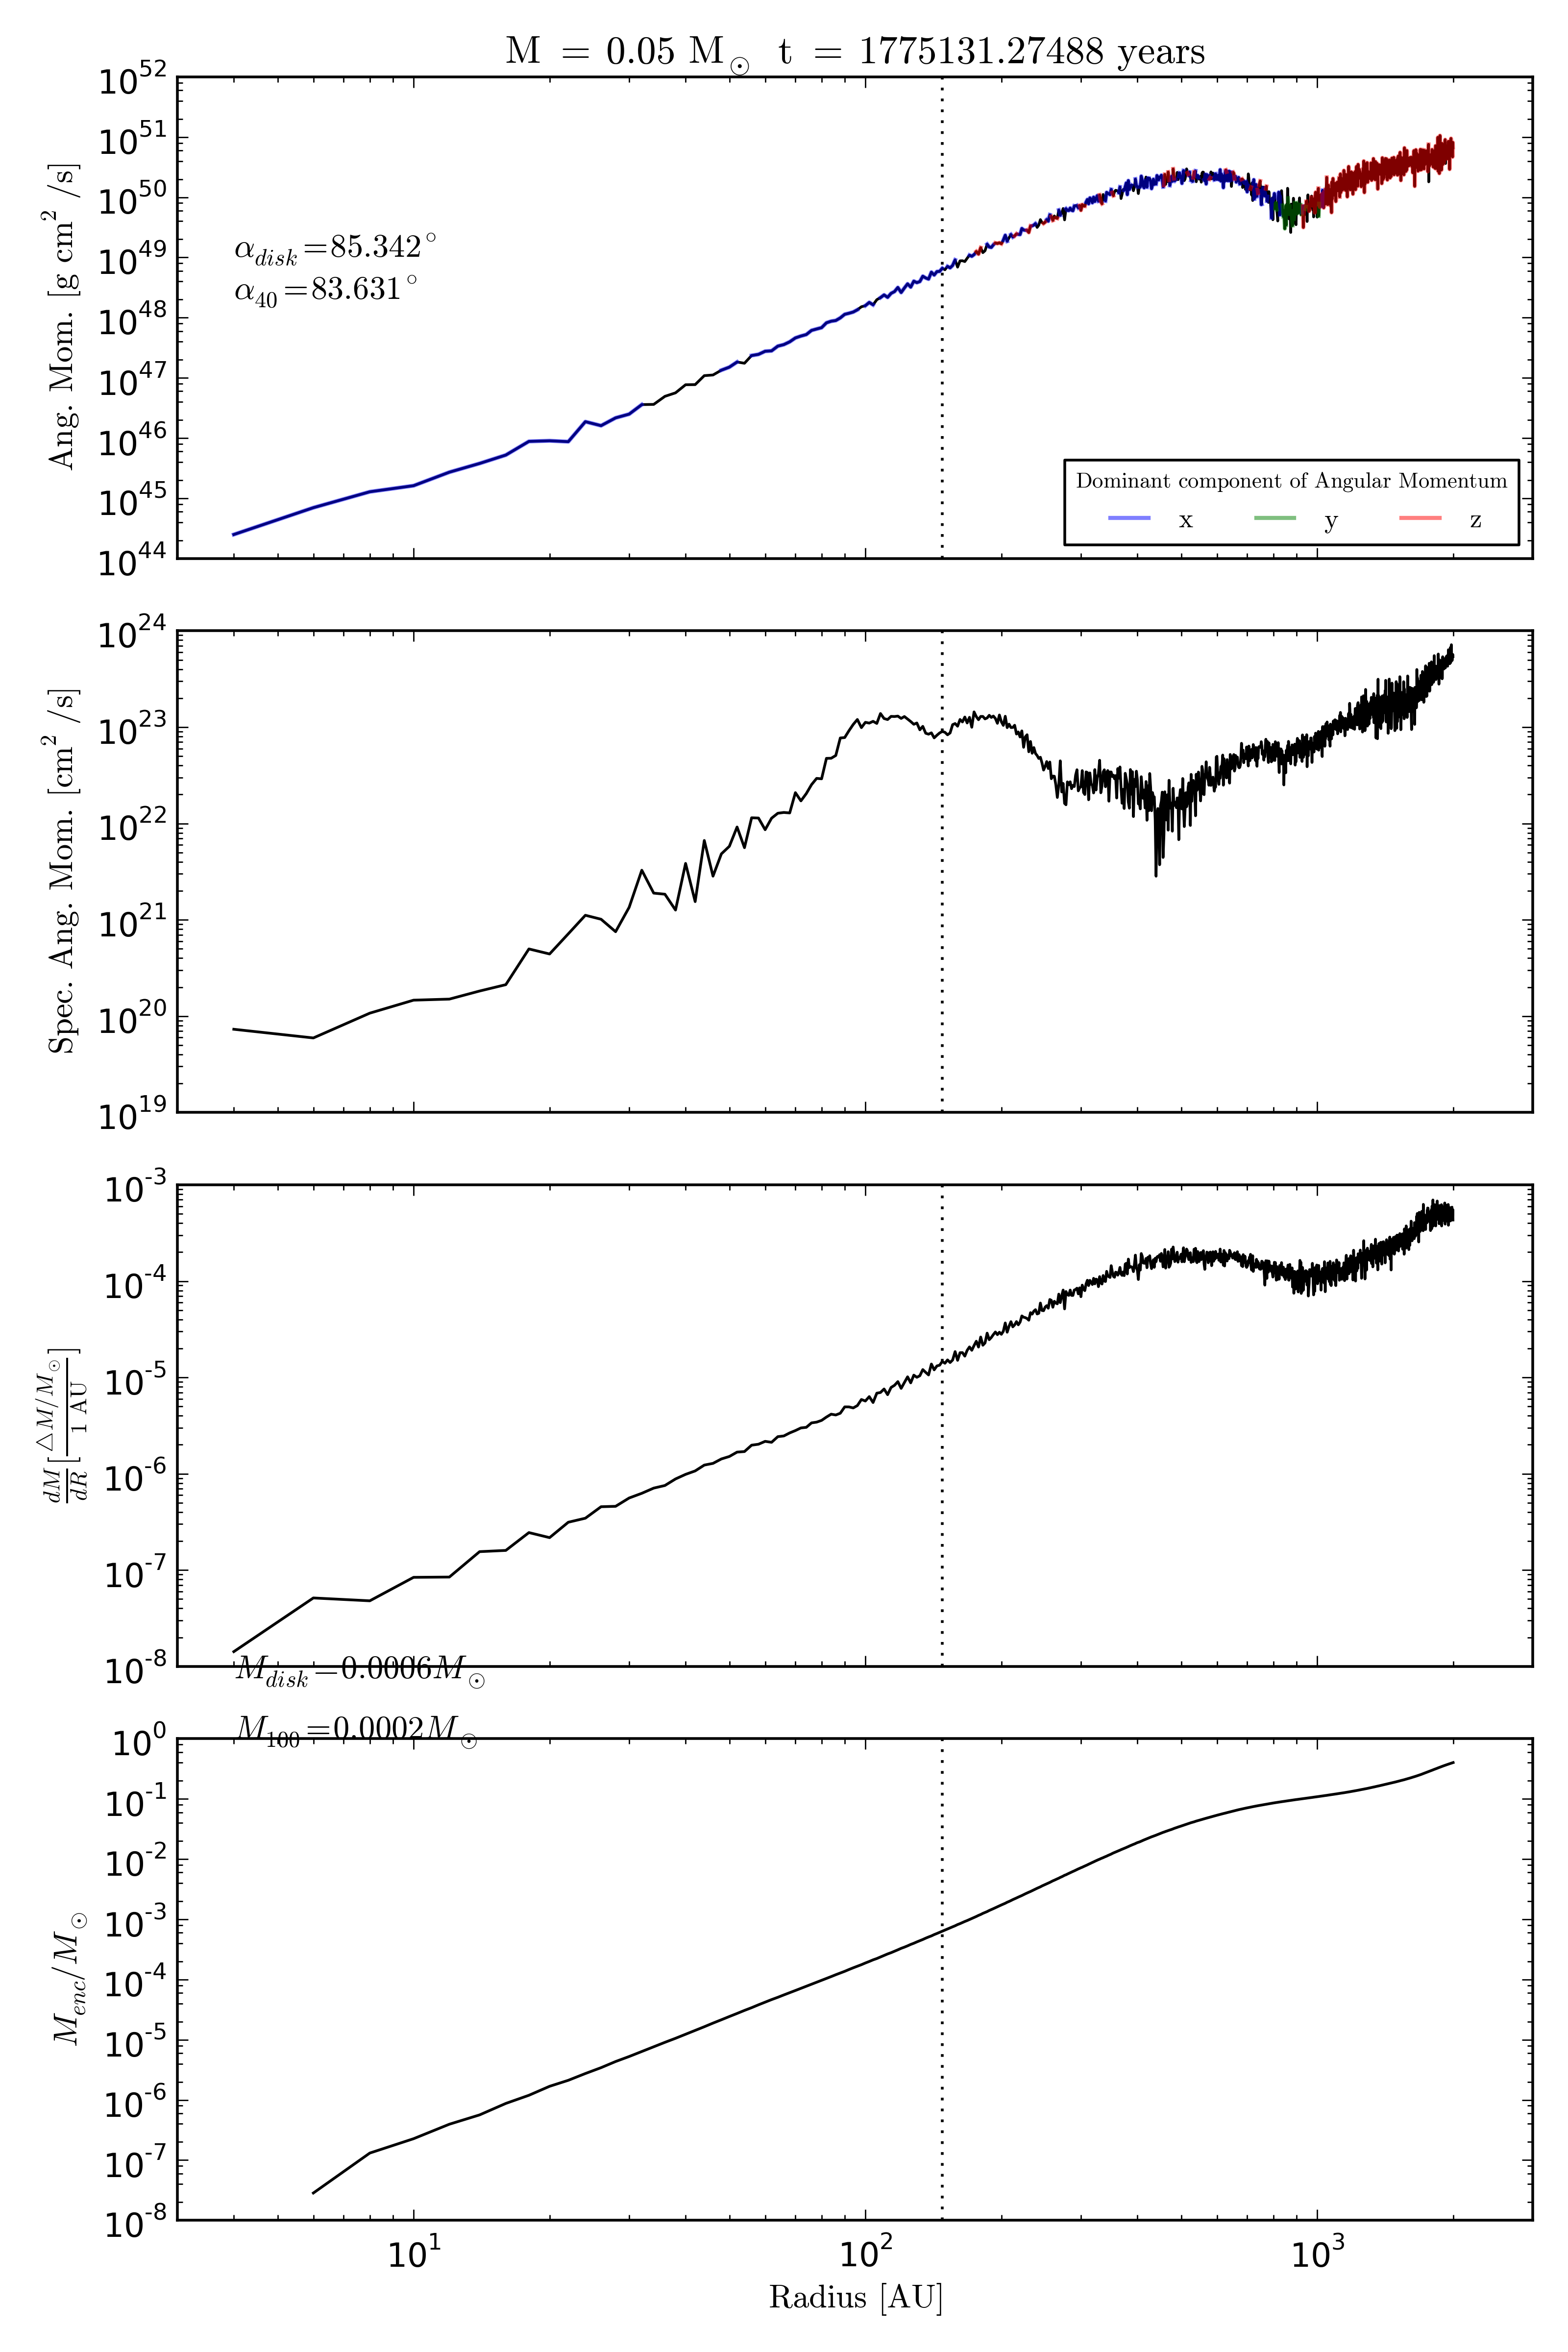 M = 0.05 M⊙ t = 1775131.27488 years
10^52
10^51
10^50
10^49
10^48
10^47
10^46
10^45
10^44
Ang. Mom. [g cm^2 /s]
α_disk=85.342°
α_40=83.631°
Dominant component of Angular Momentum
x y z
10^24
10^23
10^22
10^21
10^20
10^19
Spec. Ang. Mom. [cm^2 /s]
10^-3
10^-4
10^-5
10^-6
10^-7
10^-8
dM/dR [△M/M⊙ / 1 AU]
M_disk=0.0006M⊙
M_100=0.0002M⊙
10^0
10^-1
10^-2
10^-3
10^-4
10^-5
10^-6
10^-7
10^-8
M_enc/M⊙
10^1 10^2 10^3
Radius [AU]